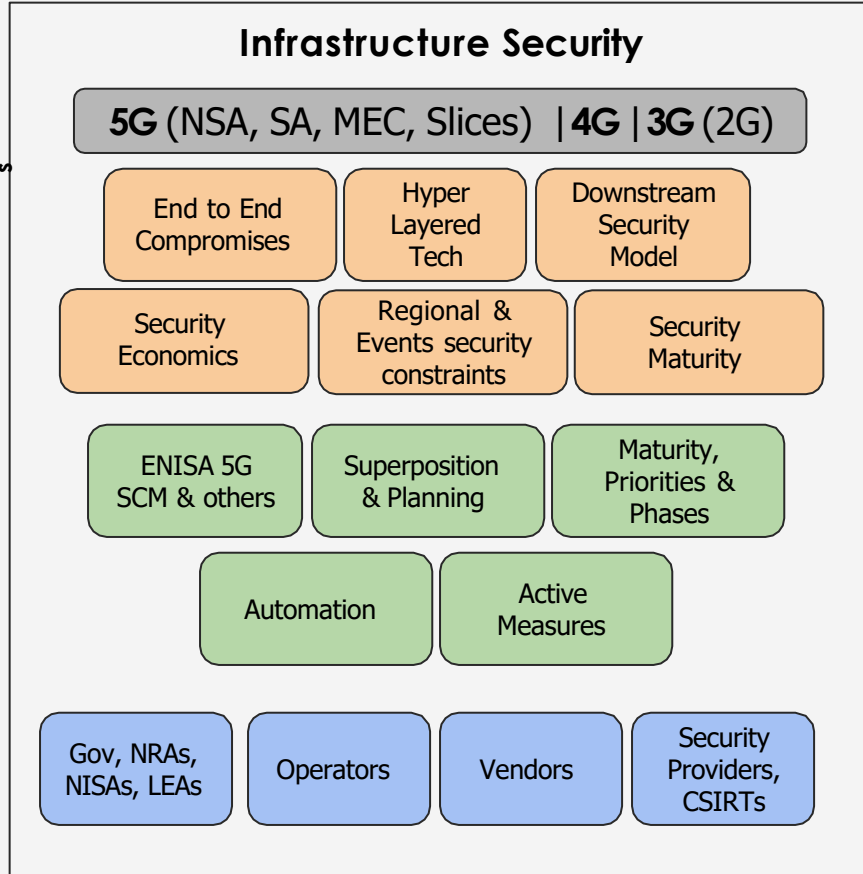 Infrastructure Security
5G (NSA, SA, MEC, Slices) | 4G | 3G (2G)
s
End to End
Compromises
Hyper
Layered
Tech
Downstream
Security
Model
Security
Economics
Regional &
Events security
constraints
Security
Maturity
ENISA 5G
SCM & others
Superposition
& Planning
Maturity,
Priorities &
Phases
Automation
Active
Measures
Gov, NRAs,
NISAs, LEAs
Operators
Vendors
Security
Providers,
CSIRTs